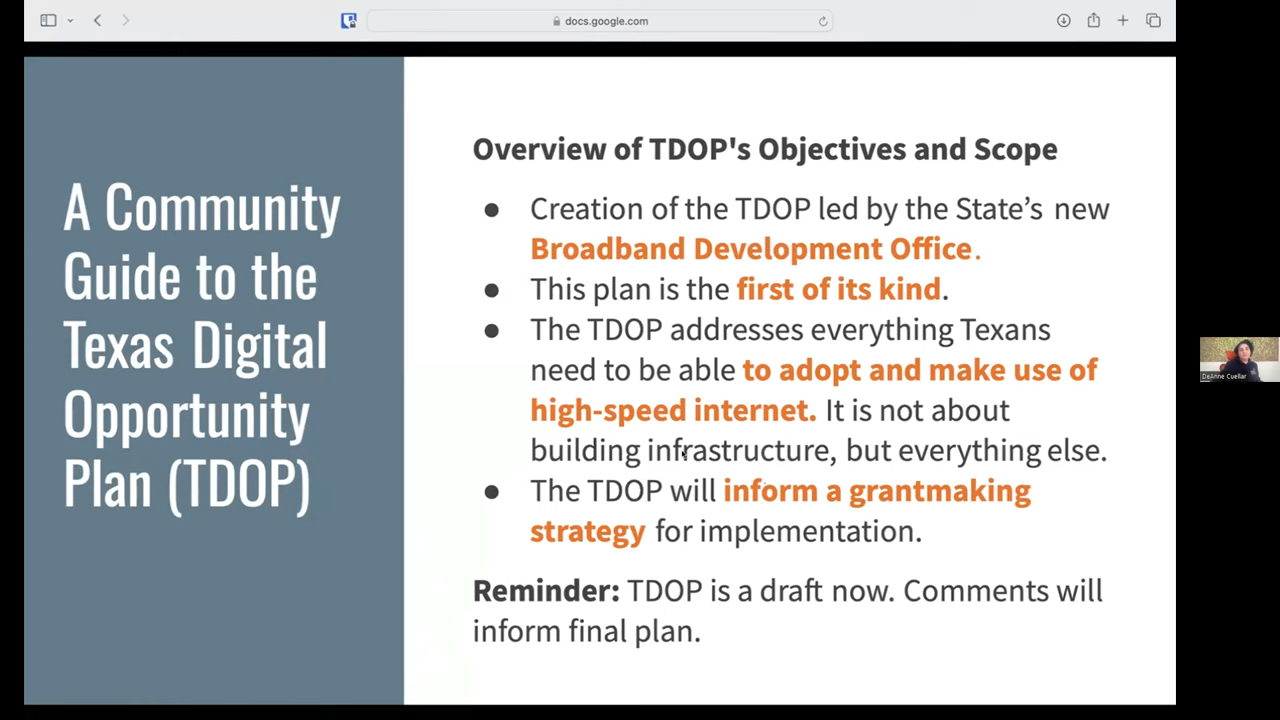 docs.google.com
A Community
Guide to the
Texas Digital
Opportunity
Plan (TDOP)
Overview of TDOP's Objectives and Scope
● Creation of the TDOP led by the State’s new
Broadband Development Office.
● This plan is the first of its kind.
● The TDOP addresses everything Texans
need to be able to adopt and make use of
high-speed internet. It is not about
building infrastructure, but everything else.
● The TDOP will inform a grantmaking
strategy for implementation.
Reminder: TDOP is a draft now. Comments will
inform final plan.
DeAnne Cuellar